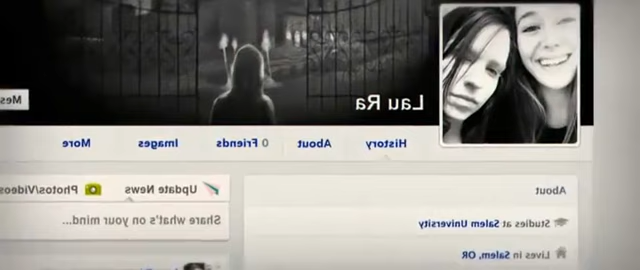 Lau Ra
Mes
History About 0 Friends Images More
About
Studies at Salem University
Lives in Salem, OR
Update News Photos/Videos
Share what's on your mind...